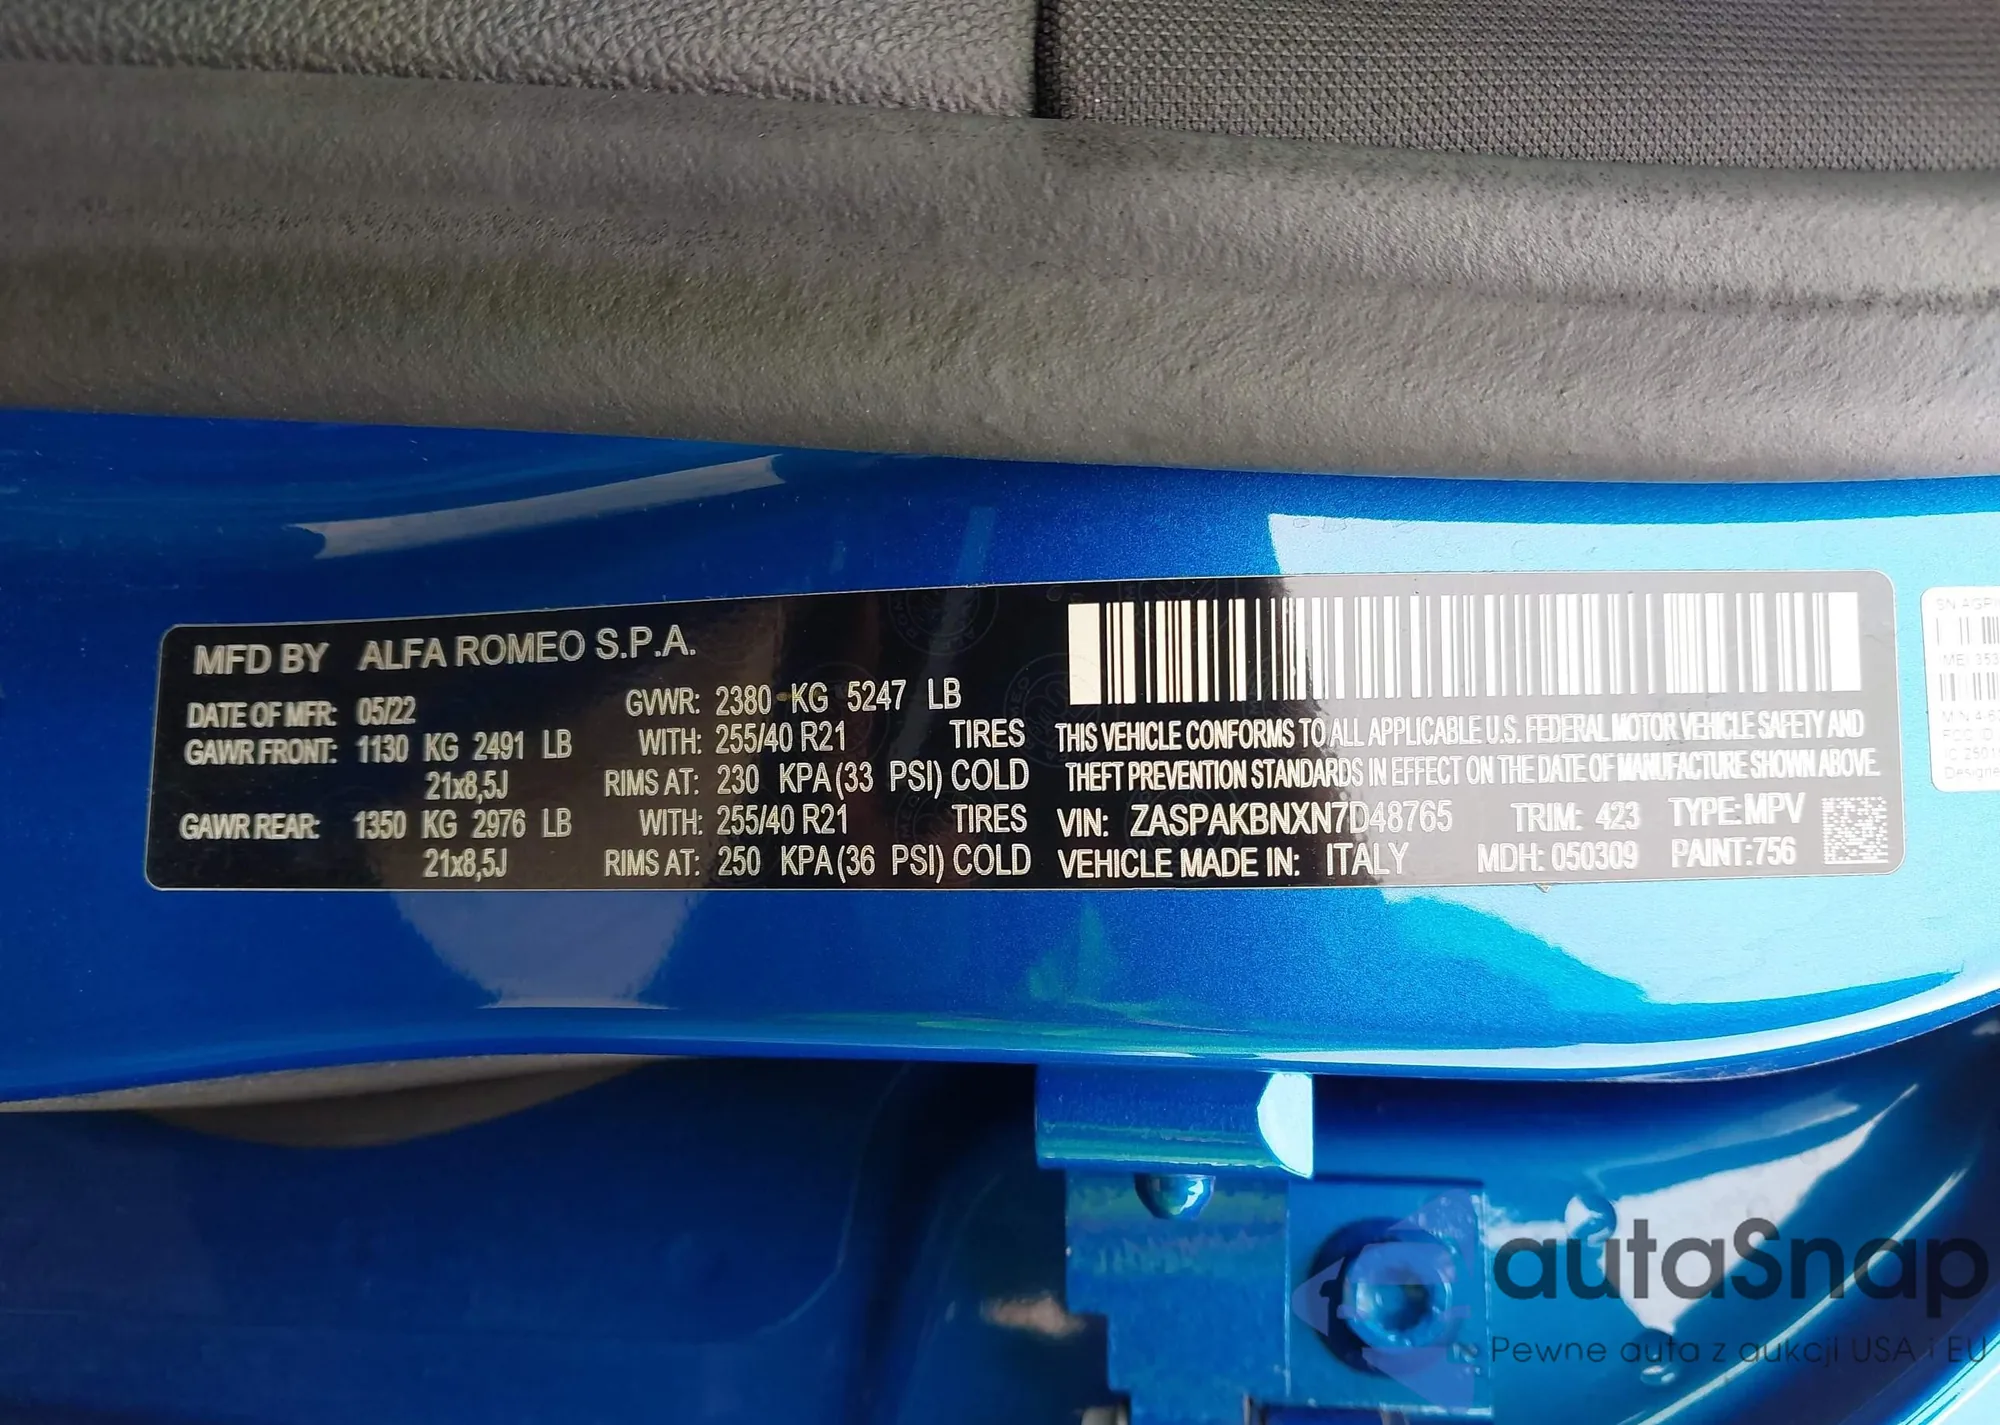 MFD BY ALFA ROMEO S.P.A.
DATE OF MFR: 05/22 GVWR: 2380 KG 5247 LB
GAWR FRONT: 1130 KG 2491 LB WITH: 255/40 R21 TIRES
21x8,5J RIMS AT: 230 KPA (33 PSI) COLD
GAWR REAR: 1350 KG 2976 LB WITH: 255/40 R21 TIRES
21x8,5J RIMS AT: 250 KPA (36 PSI) COLD
THIS VEHICLE CONFORMS TO ALL APPLICABLE U.S. FEDERAL MOTOR VEHICLE SAFETY AND
THEFT PREVENTION STANDARDS IN EFFECT ON THE DATE OF MANUFACTURE SHOWN ABOVE.
VIN: ZASPAKBNXN7D48765 TRIM: 423 TYPE: MPV
VEHICLE MADE IN: ITALY MDH: 050309 PAINT: 756
SN
autaSnap
Pewne auta z aukcji USA i EU